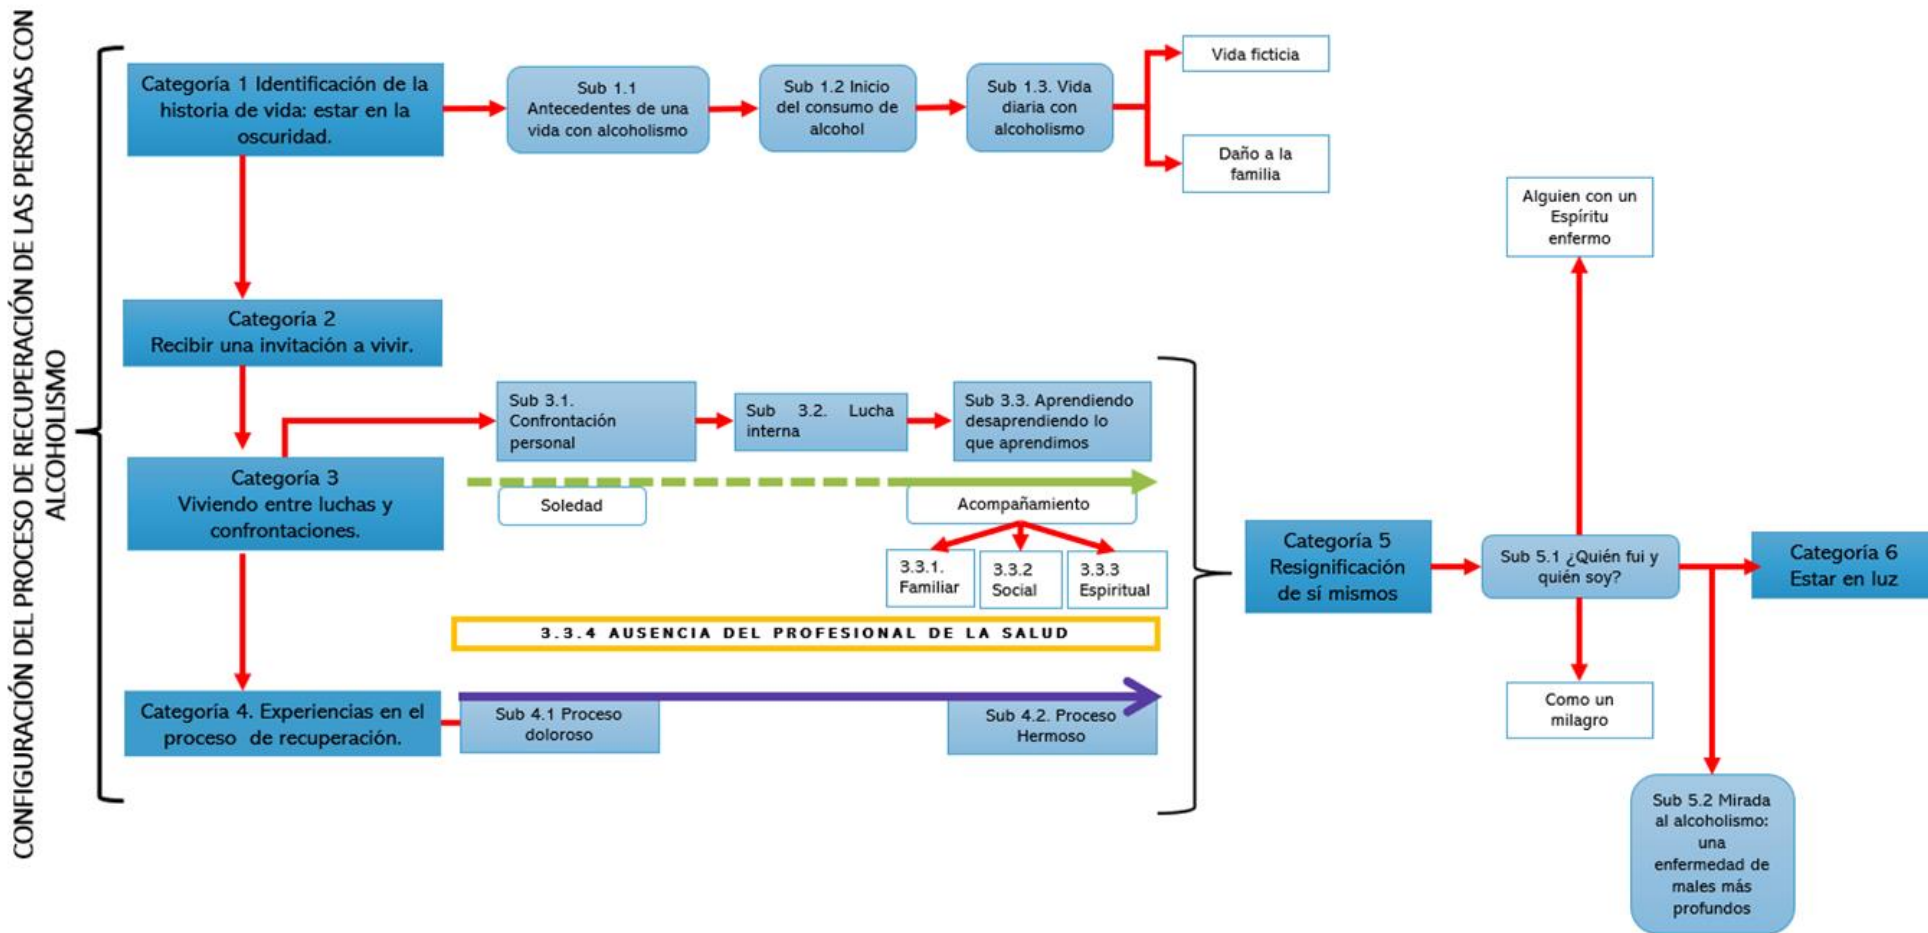 CONFIGURACIÓN DEL PROCESO DE RECUPERACIÓN DE LAS PERSONAS CON
ALCOHOLISMO
Categoría 1 Identificación de la
historia de vida: estar en la
oscuridad.
Sub 1.1
Antecedentes de una
vida con alcoholismo
Sub 1.2 Inicio
del consumo de
alcohol
Sub 1.3. Vida
diaria con
alcoholismo
Vida ficticia
Daño a la
familia
Categoría 2
Recibir una invitación a vivir.
Categoría 3
Viviendo entre luchas y
confrontaciones.
Sub 3.1.
Confrontación
personal
Sub 3.2. Lucha
interna
Sub 3.3. Aprendiendo
desaprendiendo lo
que aprendimos
Soledad
Acompañamiento
3.3.1.
Familiar
3.3.2
Social
3.3.3
Espiritual
3.3.4 AUSENCIA DEL PROFESIONAL DE LA SALUD
Categoría 4. Experiencias en el
proceso de recuperación.
Sub 4.1 Proceso
doloroso
Sub 4.2. Proceso
Hermoso
Categoría 5
Resignificación
de sí mismos
Sub 5.1 ¿Quién fui y
quién soy?
Alguien con un
Espíritu
enfermo
Como un
milagro
Sub 5.2 Mirada
al alcoholismo:
una
enfermedad de
males más
profundos
Categoría 6
Estar en luz